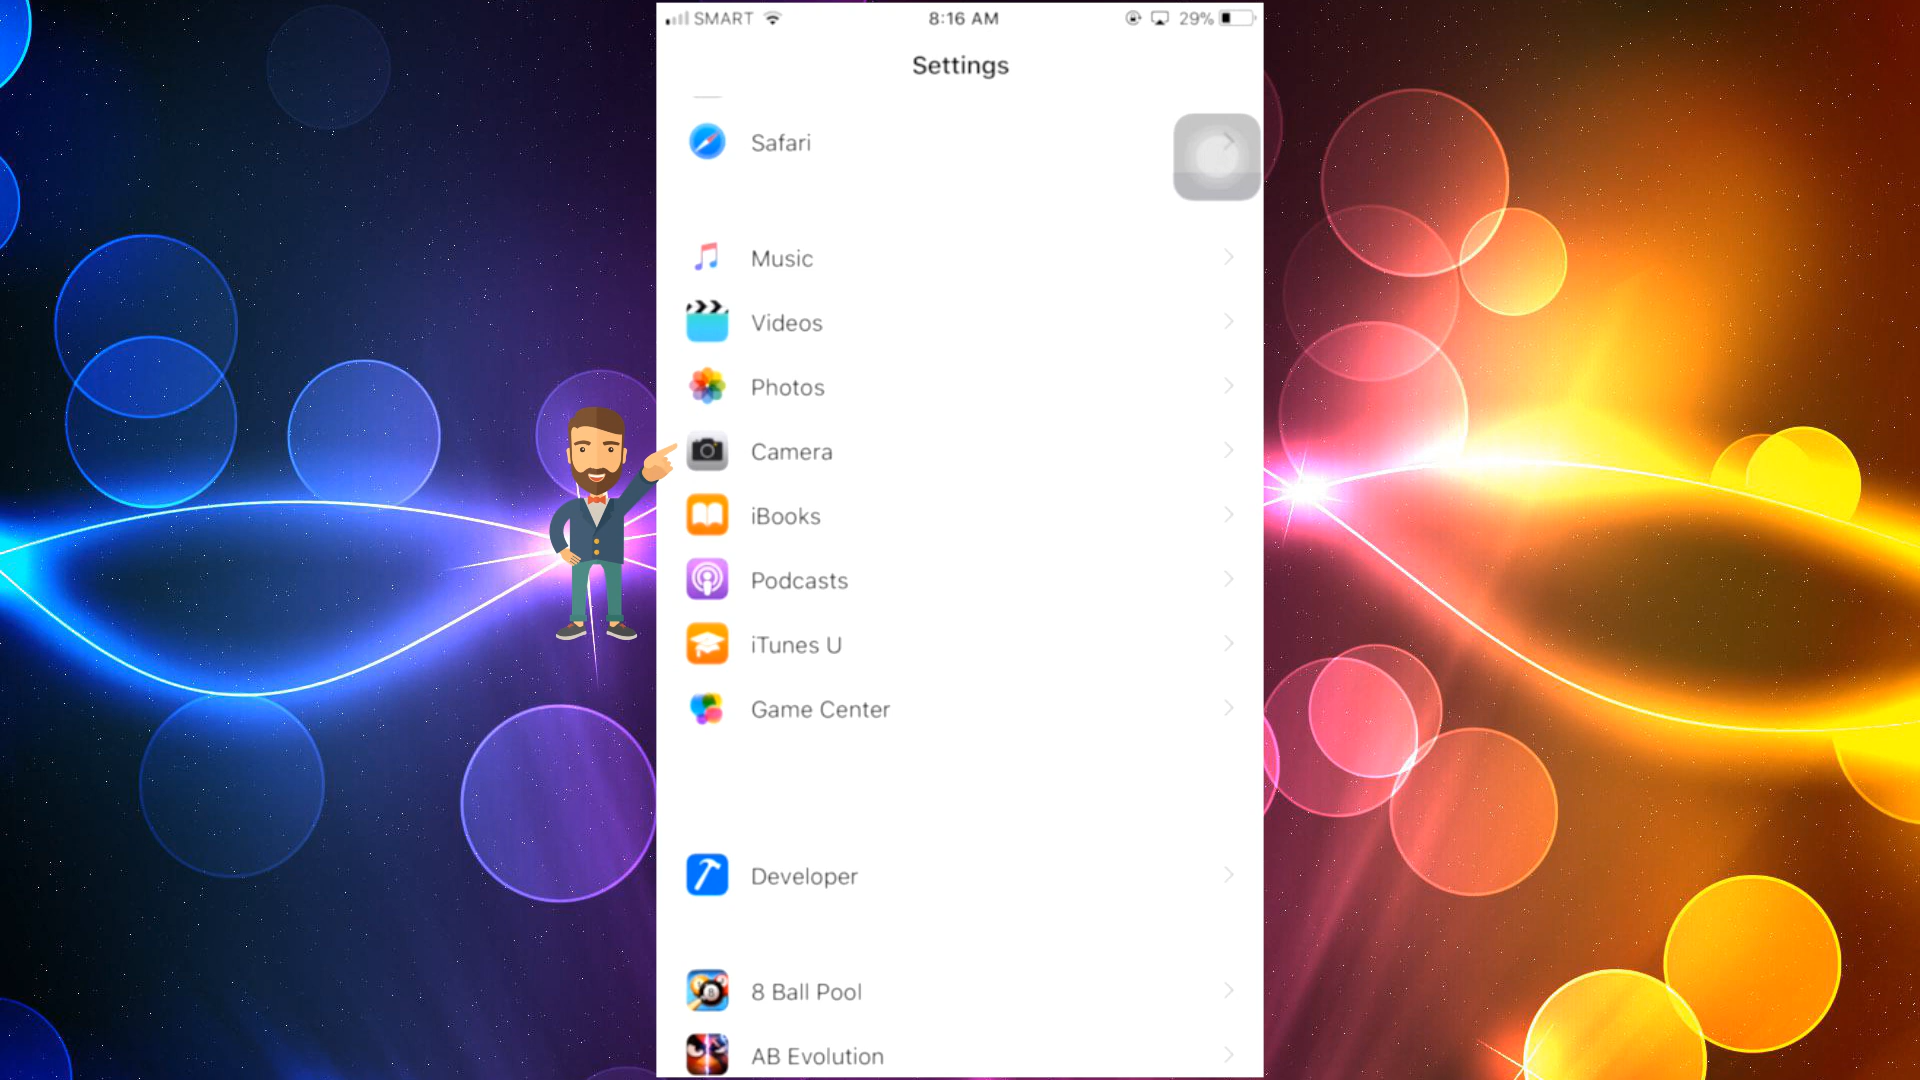 SMART 8:16 AM 29%
Settings
Safari
Music
Videos
Photos
Camera
iBooks
Podcasts
iTunes U
Game Center
Developer
8 Ball Pool
AB Evolution